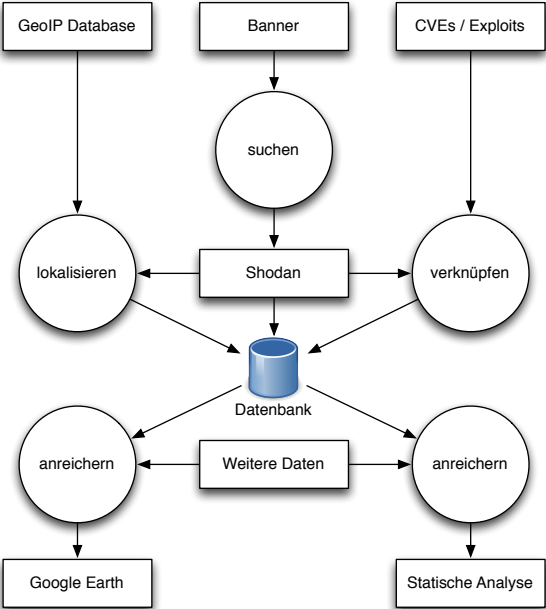 GeoIP Database
Banner
CVEs / Exploits
suchen
lokalisieren
Shodan
verknüpfen
Datenbank
anreichern
Weitere Daten
anreichern
Google Earth
Statische Analyse